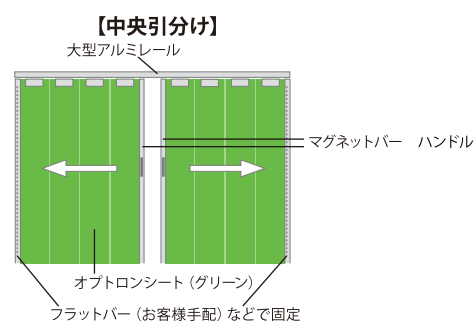 【中央引分け】
大型アルミレール
マグネットバー　ハンドル
オプトロンシート（グリーン）
フラットバー（お客様手配）などで固定